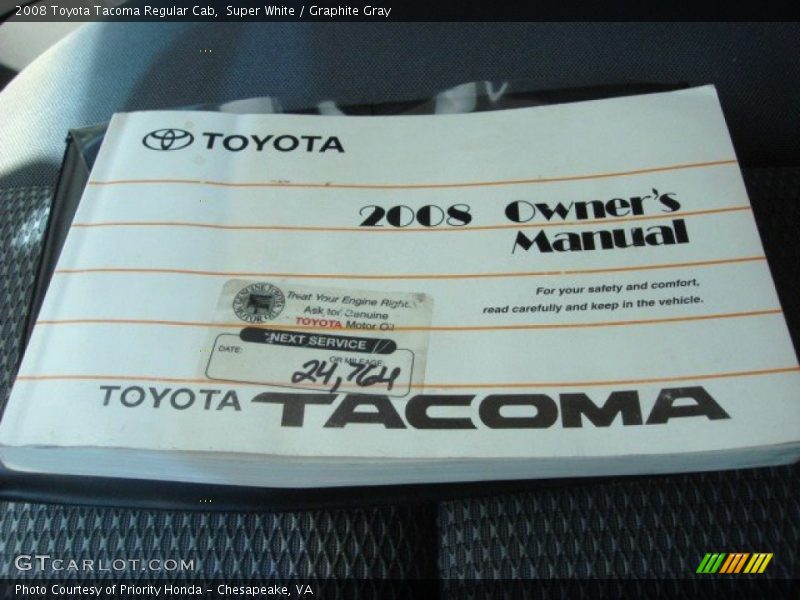 2008 Toyota Tacoma Regular Cab,  Super White / Graphite Gray
TOYOTA
2008 Owner's
Manual
For your safety and comfort,
read carefully and keep in the vehicle.
Treat Your Engine Right.
Ask for Genuine
TOYOTA Motor Oil
NEXT SERVICE
DATE:
OR MILEAGE:
24,764
TOYOTA TACOMA
GTCARLOT.COM
Photo Courtesy of Priority Honda - Chesapeake, VA